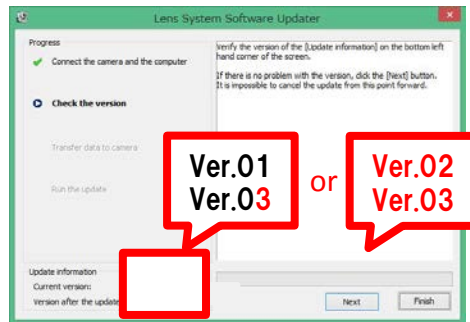 Lens System Software Updater
Progress
Connect the camera and the computer
Check the version
Transfer data to camera
Run the update
Verify the version of the [Update information] on the bottom left
hand corner of the screen.
If there is no problem with the version, click the [Next] button.
It is impossible to cancel the update from this point forward.
Ver.01
Ver.03
or
Ver.02
Ver.03
Update information
Current version:
Version after the update
Next
Finish